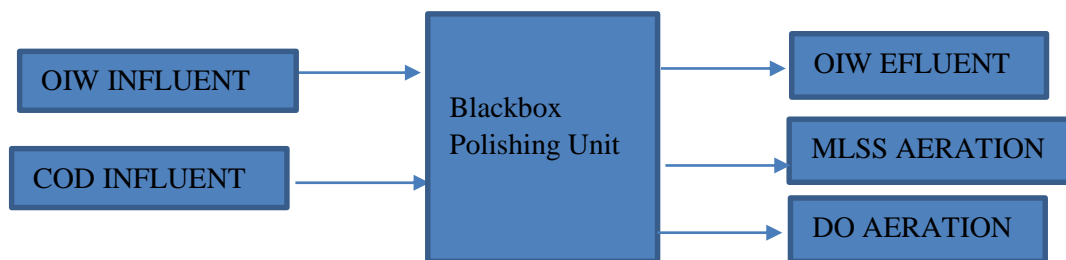 OIW INFLUENT
COD INFLUENT
Blackbox
Polishing Unit
OIW EFLUENT
MLSS AERATION
DO AERATION